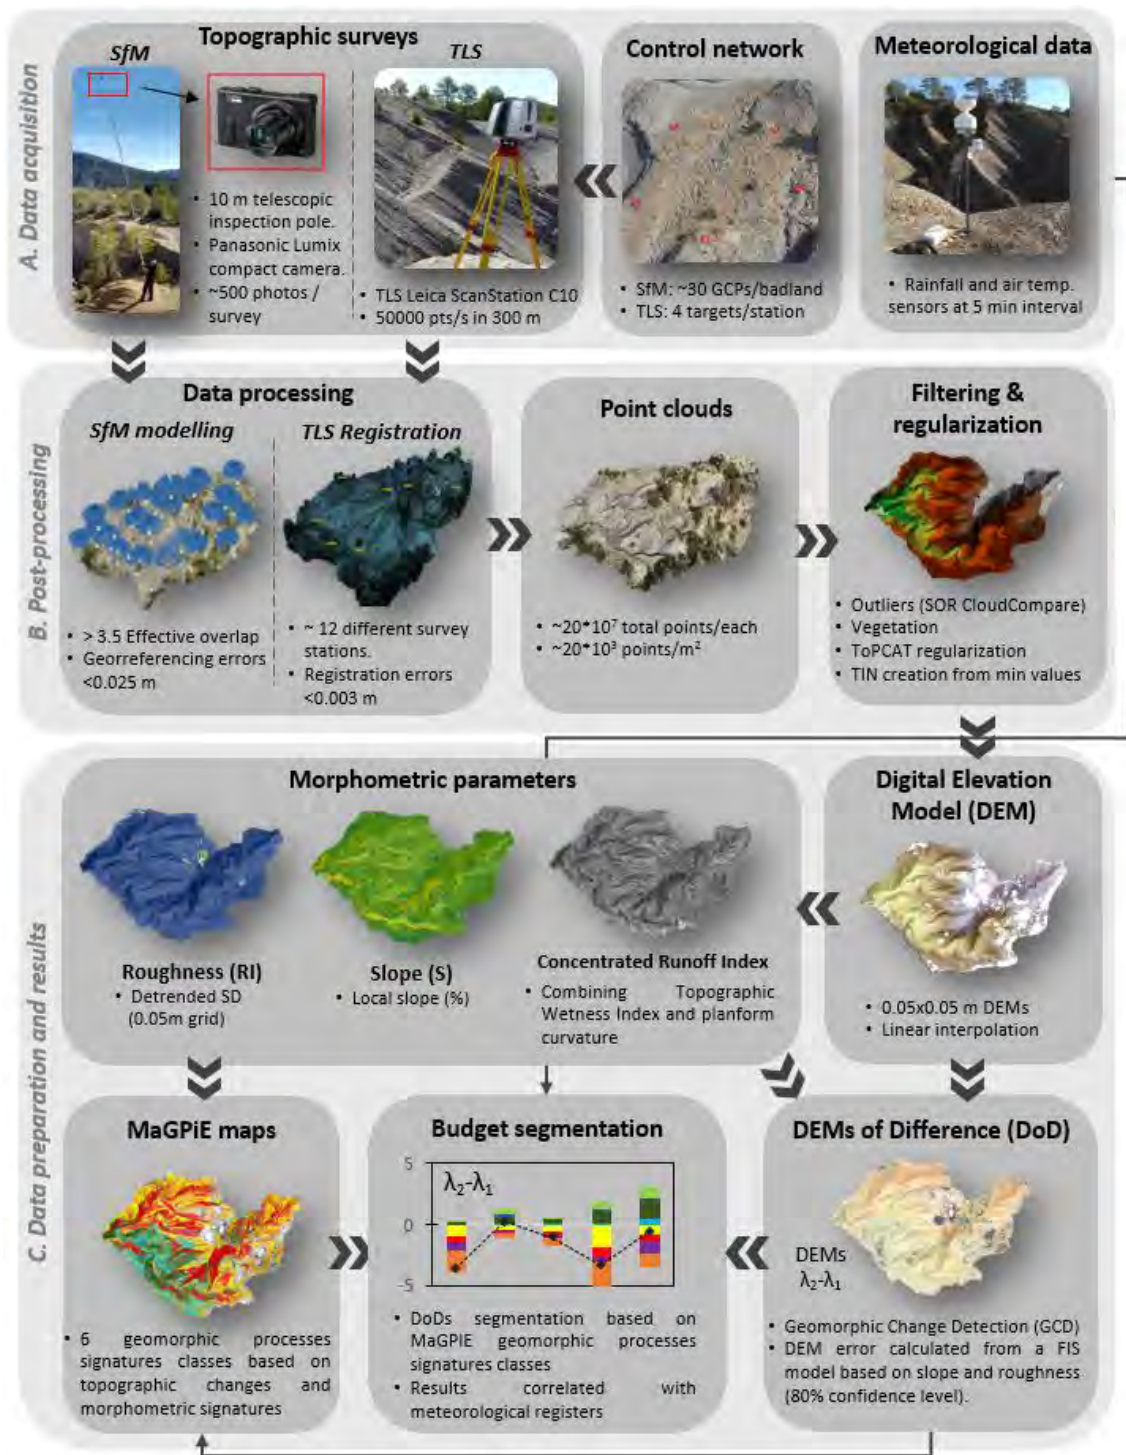 A. Data acquisition
Topographic surveys
SfM
TLS
• 10 m telescopic
inspection pole.
• Panasonic Lumix
compact camera.
• ~500 photos /
survey
• TLS Leica ScanStation C10
• 50000 pts/s in 300 m
Control network
• SfM: ~30 GCPs/badland
• TLS: 4 targets/station
Meteorological data
• Rainfall and air temp.
sensors at 5 min interval
B. Post-processing
Data processing
SfM modelling
• > 3.5 Effective overlap
• Georreferencing errors
<0.025 m
TLS Registration
• ~ 12 different survey
stations.
• Registration errors
<0.003 m
Point clouds
• ~20*10⁷ total points/each
• ~20*10³ points/m²
Filtering &
regularization
• Outliers (SOR CloudCompare)
• Vegetation
• ToPCAT regularization
• TIN creation from min values
C. Data preparation and results
Morphometric parameters
Roughness (RI)
• Detrended SD
(0.05m grid)
Slope (S)
• Local slope (%)
Concentrated Runoff Index
• Combining Topographic
Wetness Index and planform
curvature
Digital Elevation
Model (DEM)
• 0.05x0.05 m DEMs
• Linear interpolation
MaGPiE maps
• 6 geomorphic processes
signatures classes based on
topographic changes and
morphometric signatures
Budget segmentation
5
λ₂-λ₁
0
-5
• DoDs segmentation based on
MaGPIE geomorphic processes
signatures classes
• Results correlated with
meteorological registers
DEMs of Difference (DoD)
DEMs
λ₂-λ₁
• Geomorphic Change Detection (GCD)
• DEM error calculated from a FIS
model based on slope and roughness
(80% confidence level).